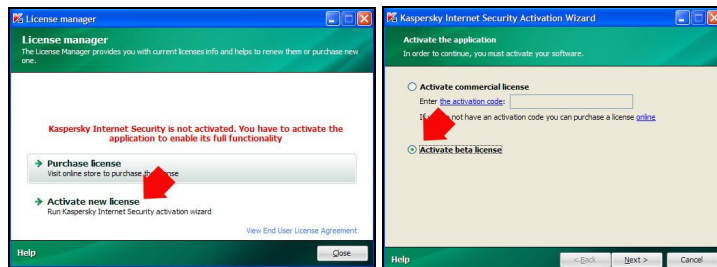 License manager
License manager
The License Manager provides you with current licenses info and helps to renew them or purchase new
one.
Kaspersky Internet Security is not activated. You have to activate the
application to enable its full functionality
Purchase license
Visit online store to purchase the license
Activate new license
Run Kaspersky Internet Security activation wizard
View End User License Agreement
Help
Close
Kaspersky Internet Security Activation Wizard
Activate the application
In order to continue, you must activate your software.
Activate commercial license
Enter the activation code:
not have an activation code you can purchase a license online
Activate beta license
Help
< Back
Next >
Cancel